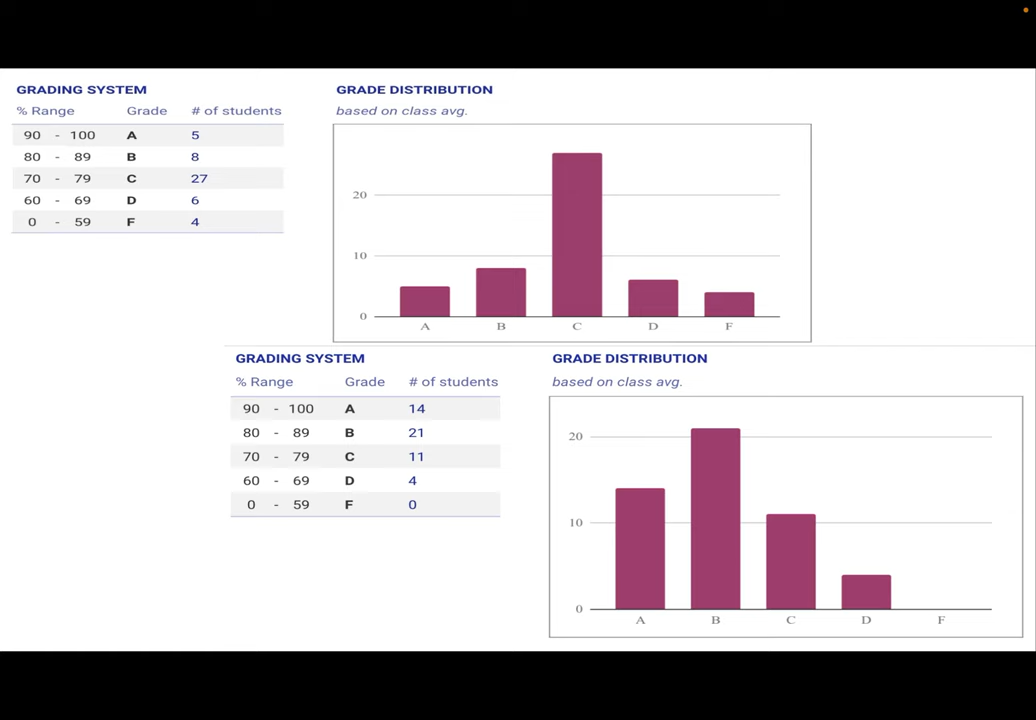 GRADING SYSTEM
% Range Grade # of students
90 - 100 A 5
80 - 89 B 8
70 - 79 C 27
60 - 69 D 6
0 - 59 F 4
GRADE DISTRIBUTION
based on class avg.
20
10
0
A B C D F
GRADING SYSTEM
% Range Grade # of students
90 - 100 A 14
80 - 89 B 21
70 - 79 C 11
60 - 69 D 4
0 - 59 F 0
GRADE DISTRIBUTION
based on class avg.
20
10
0
A B C D F